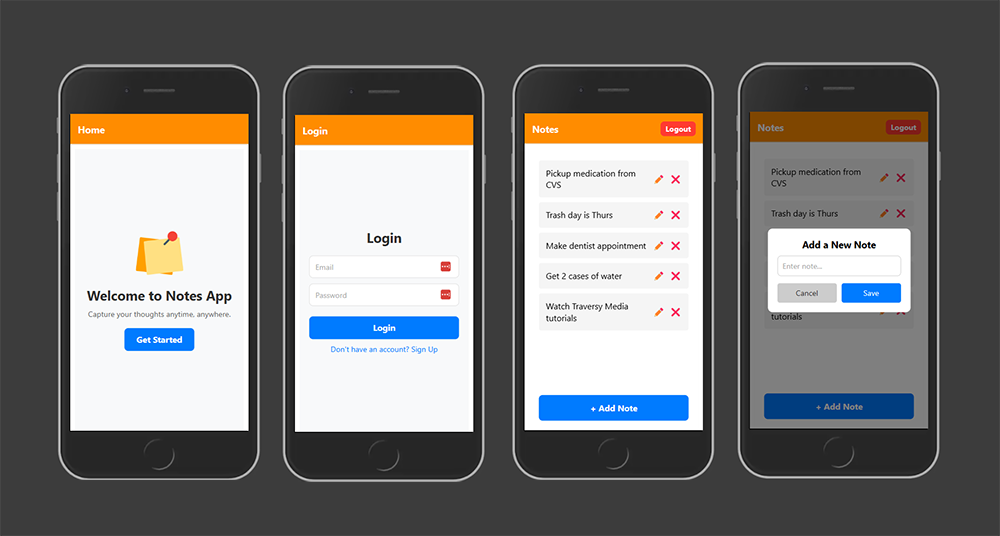 Home
Welcome to Notes App
Capture your thoughts anytime, anywhere.
Get Started
Login
Login
Email
Password
Login
Don't have an account? Sign Up
Notes
Logout
Pickup medication from
CVS
Trash day is Thurs
Make dentist appointment
Get 2 cases of water
Watch Traversy Media
tutorials
+ Add Note
Notes
Logout
Pickup medication from
CVS
Trash day is Thurs
Add a New Note
Enter note...
Cancel
Save
tutorials
+ Add Note